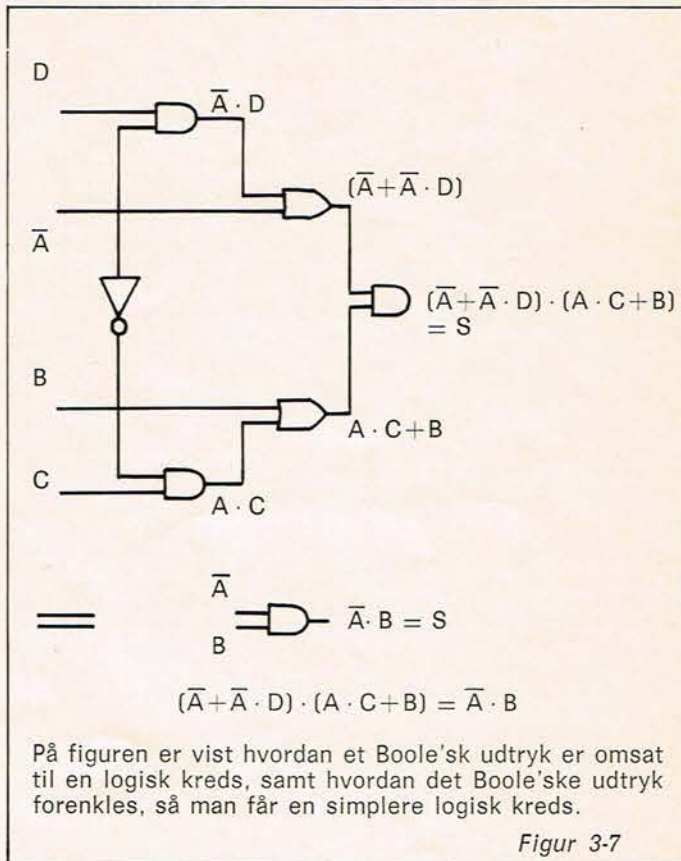 D
A̅ · D
(A̅+A̅ · D)
A̅
(A̅+A̅ · D) · (A · C+B)
= S
B
A · C+B
C
A · C
A̅
A̅ · B = S
B
(A̅+A̅ · D) · (A · C+B) = A̅ · B
På figuren er vist hvordan et Boole'sk udtryk er omsat
til en logisk kreds, samt hvordan det Boole'ske udtryk
forenkles, så man får en simplere logisk kreds.
Figur 3-7